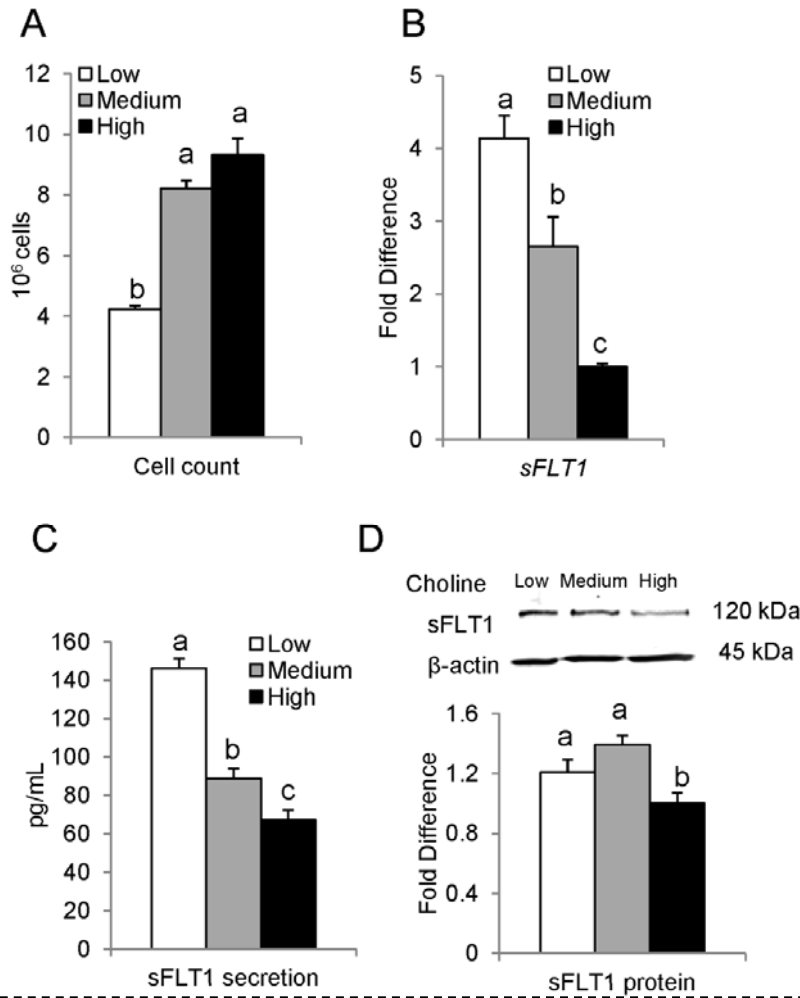 A
12
10
8
6
4
2
0
10⁶ cells
Low
Medium
High
b
a
a
Cell count
B
5
4
3
2
1
0
Fold Difference
Low
Medium
High
a
b
c
sFLT1
C
160
140
120
100
80
60
40
20
0
pg/mL
Low
Medium
High
a
b
c
sFLT1 secretion
D
Choline Low Medium High
sFLT1 120 kDa
β-actin 45 kDa
1.6
1.2
0.8
0.4
0
Fold Difference
a
a
b
sFLT1 protein